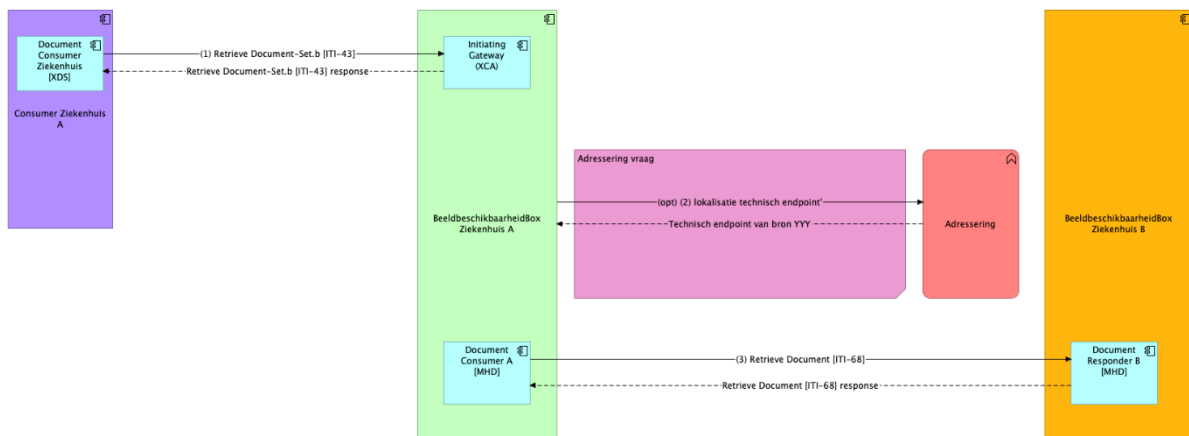 Document
Consumer
Ziekenhuis
[XDS]
(1) Retrieve Document-Set.b [ITI-43]
Retrieve Document-Set.b [ITI-43] response
Initiating
Gateway
(XCA)
Consumer Ziekenhuis
A
Adressering vraag
(opt) (2) lokalisatie technisch endpoint'
Technisch endpoint van bron YYY
Adressering
BeeldbeschikbaarheidBox
Ziekenhuis A
BeeldbeschikbaarheidBox
Ziekenhuis B
Document
Consumer A
[MHD]
(3) Retrieve Document [ITI-68]
Retrieve Document [ITI-68] response
Document
Responder B
[MHD]